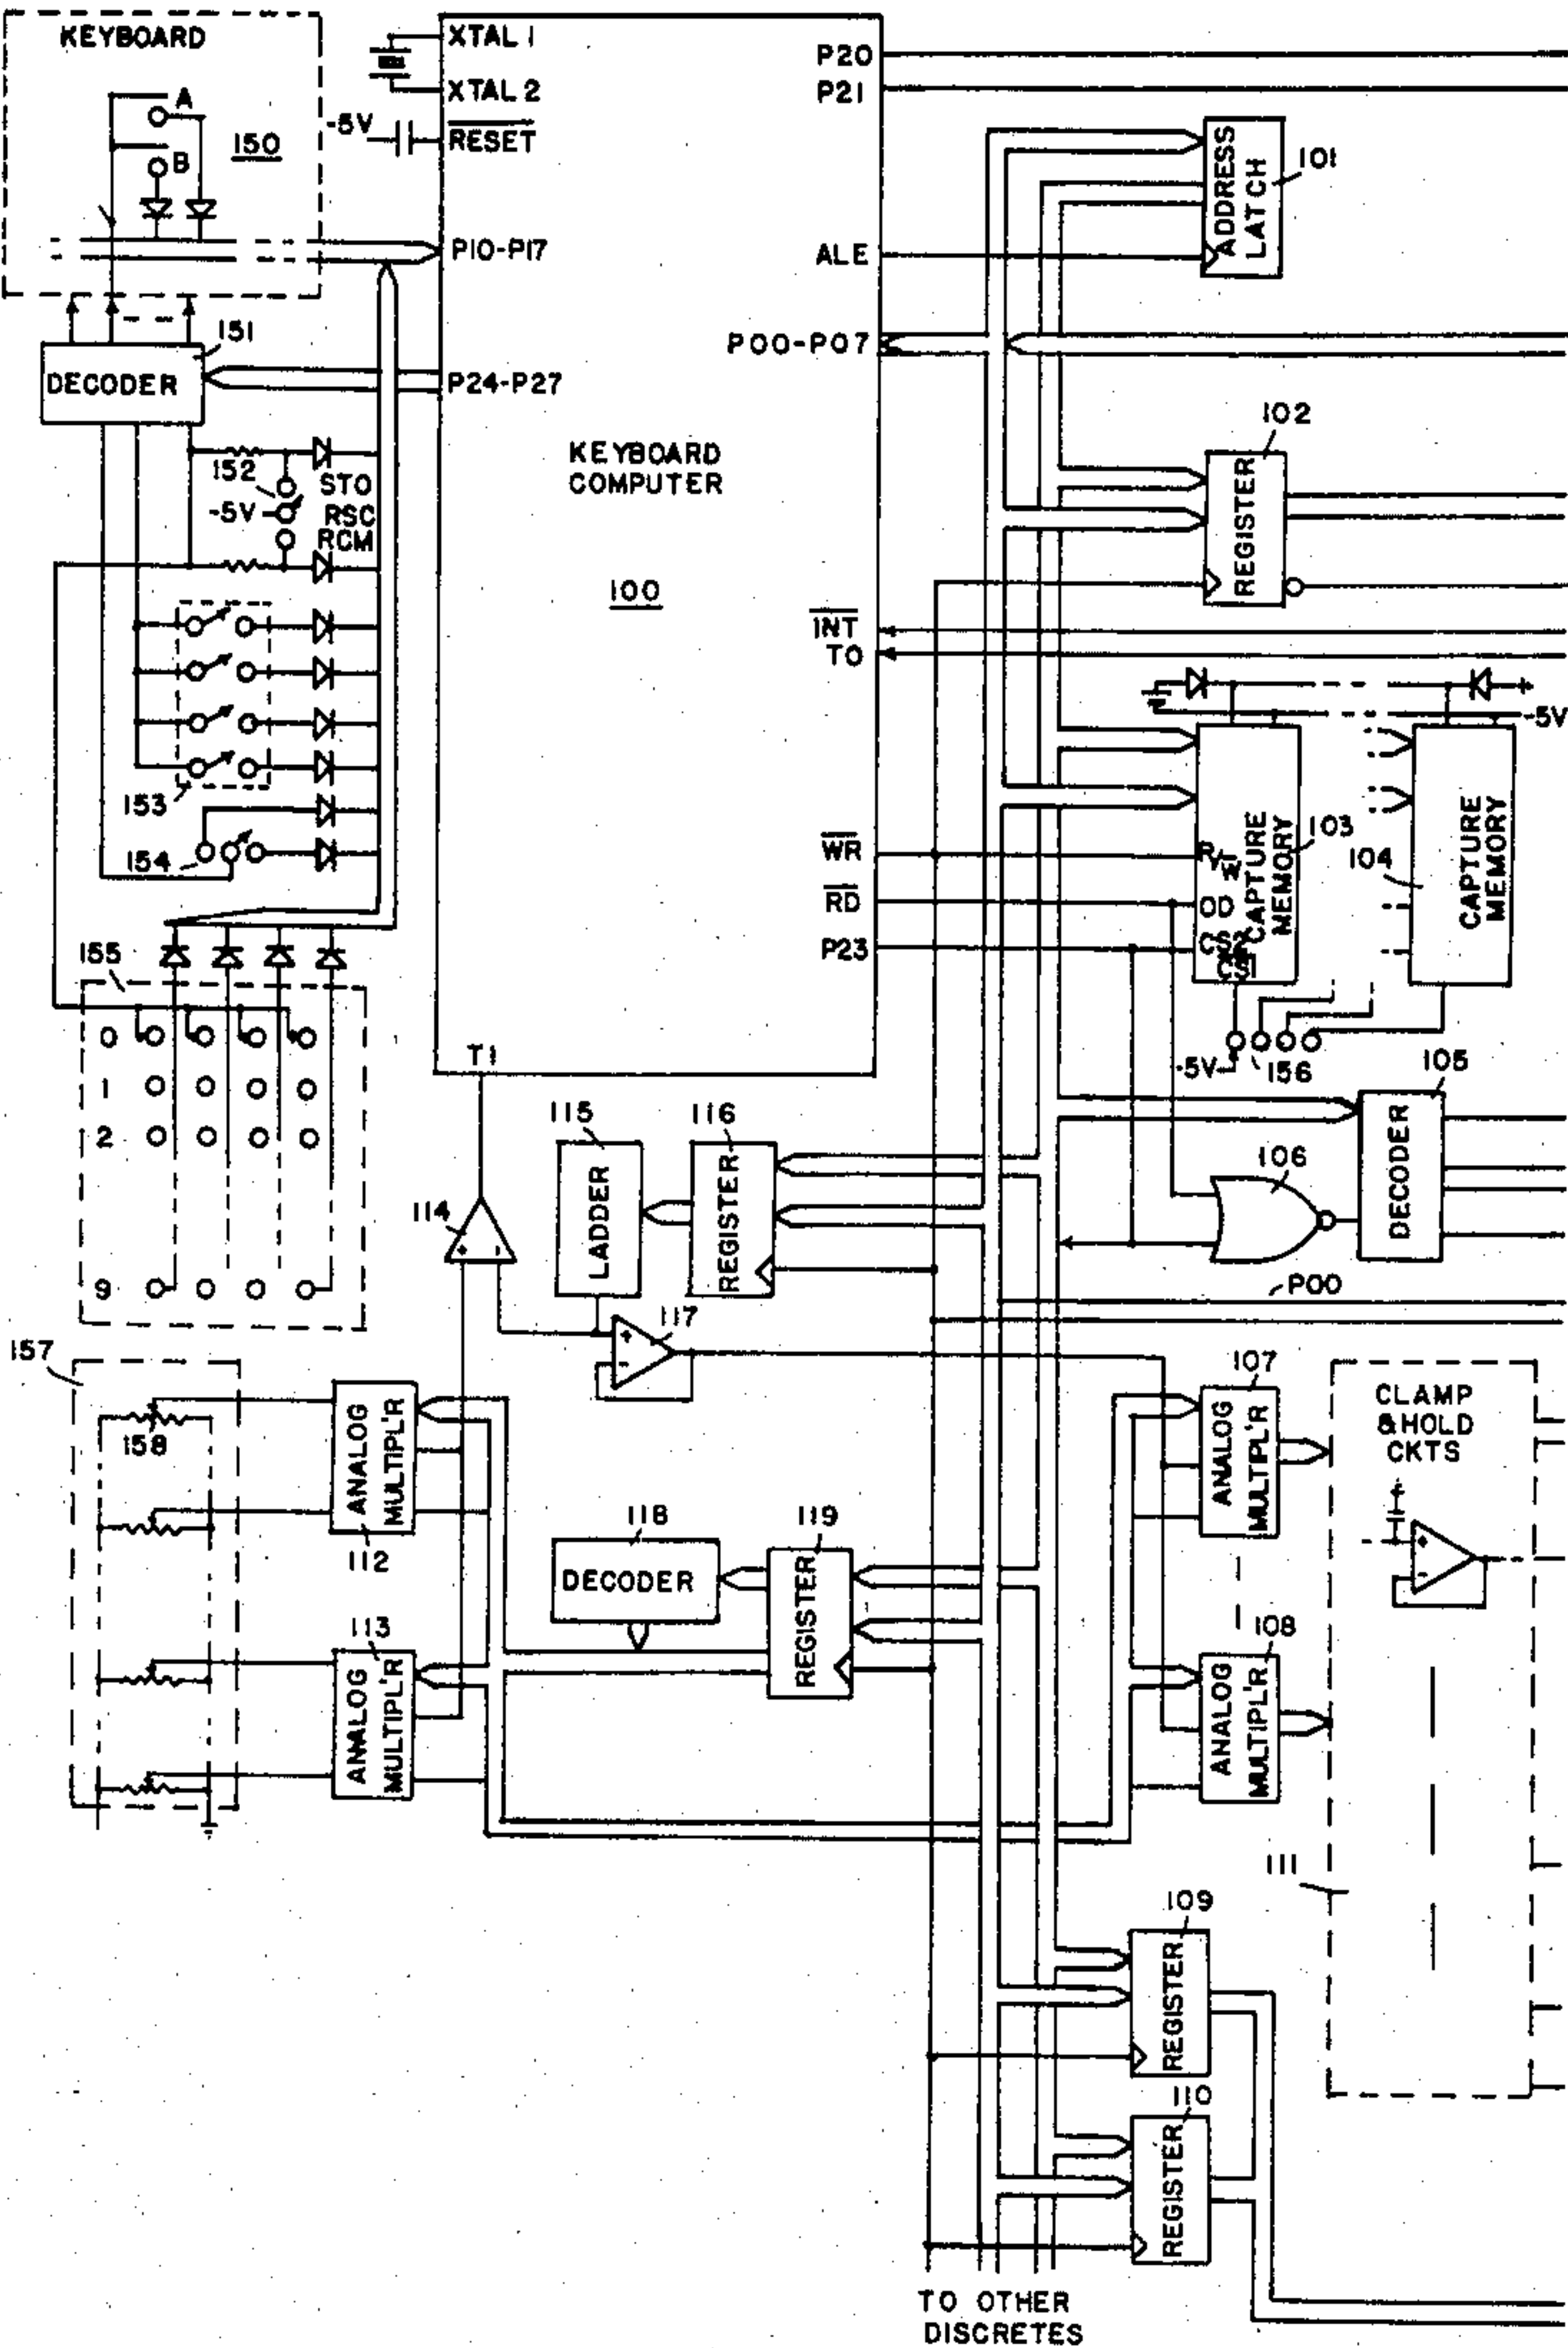 KEYBOARD
A
B
150
XTAL 1
XTAL 2
-5V
RESET
P10-P17
P24-P27
KEYBOARD
COMPUTER
100
P20
P21
ALE
P00-P07
INT
TO
WR
RD
P23
T1
ADDRESS
LATCH
101
151
DECODER
152
STO
-5V
RSC
RCM
153
154
155
0
1
2
9
102
REGISTER
-5V
R/W
OD
CS
CAPTURE
MEMORY
103
104
CAPTURE
MEMORY
-5V
156
105
DECODER
106
P00
115
LADDER
116
REGISTER
114
+
-
117
+
-
157
158
ANALOG
MULTIPL'R
112
113
ANALOG
MULTIPL'R
118
DECODER
119
REGISTER
107
ANALOG
MULTIPL'R
108
ANALOG
MULTIPL'R
CLAMP
&HOLD
CKTS
+
+
-
111
109
REGISTER
110
REGISTER
TO OTHER
DISCRETES